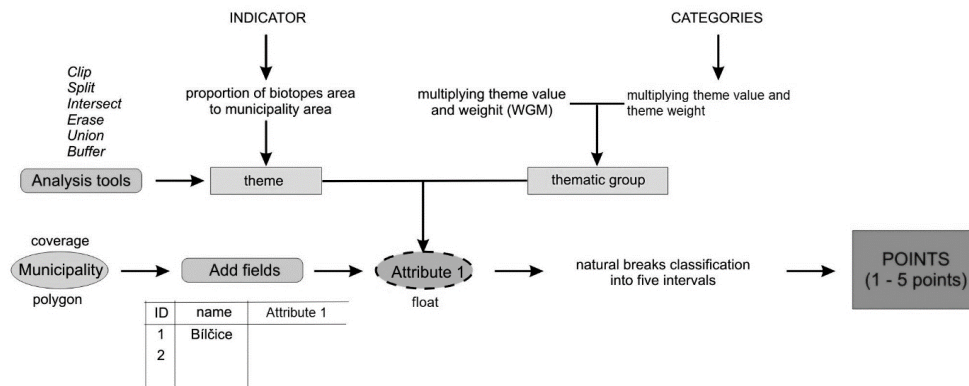 INDICATOR
CATEGORIES
Clip
Split
Intersect
Erase
Union
Buffer
proportion of biotopes area
to municipality area
multiplying theme value
and weighit (WGM)
multiplying theme value and
theme weight
Analysis tools
theme
thematic group
coverage
Municipality
polygon
Add fields
Attribute 1
float
natural breaks classification
into five intervals
POINTS
(1 - 5 points)
ID name Attribute 1
1 Bílčice
2